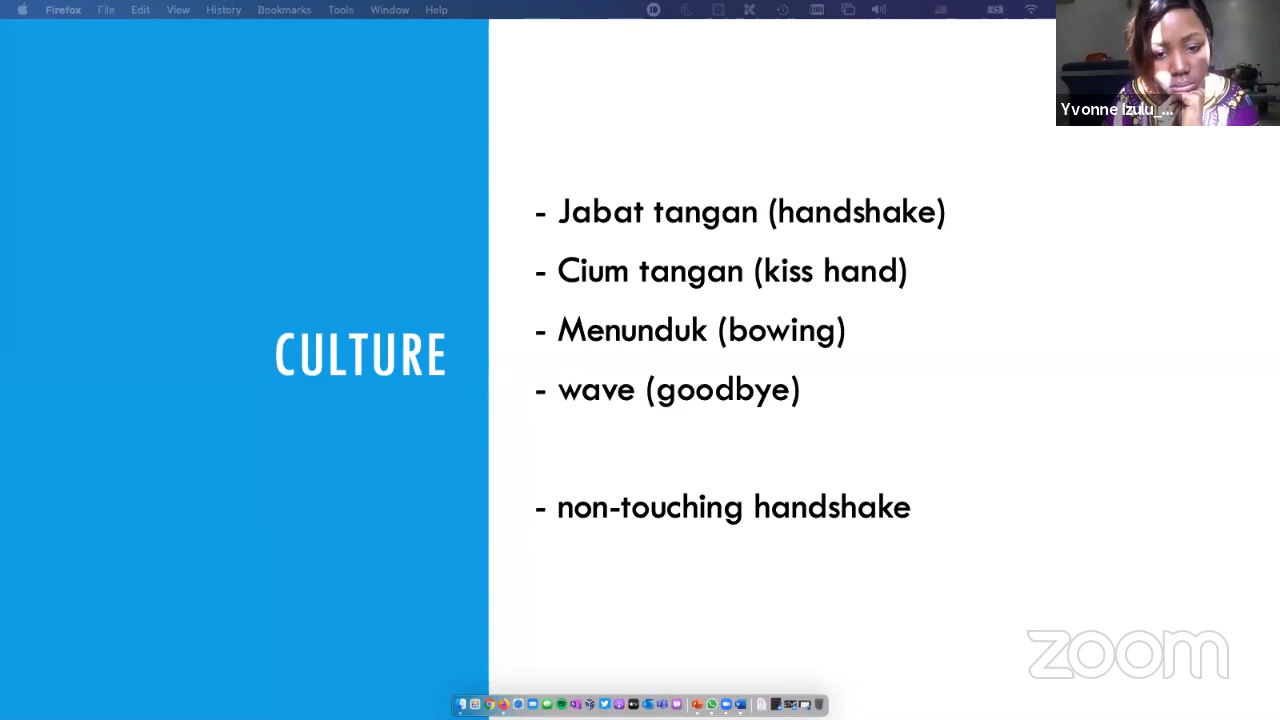 Firefox File Edit View History Bookmarks Tools Window Help
Yvonne Izulu_...
- Jabat tangan (handshake)
- Cium tangan (kiss hand)
- Menunduk (bowing)
CULTURE
- wave (goodbye)
- non-touching handshake
zoom